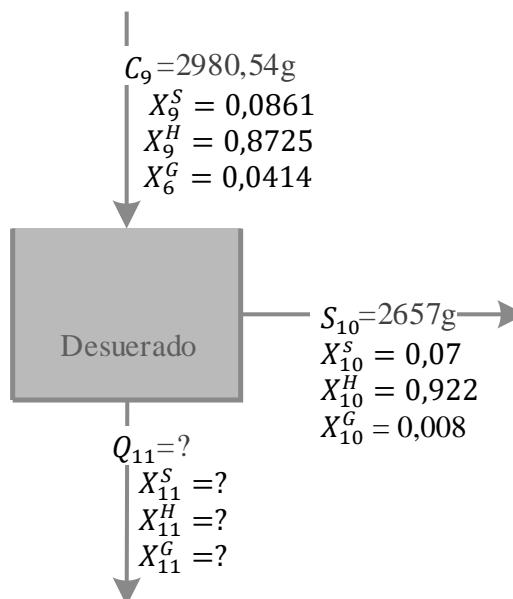 C₉=2980,54g
X₉ˢ = 0,0861
X₉ᴴ = 0,8725
X₆ᴳ = 0,0414
Desuerado
S₁₀=2657g
X₁₀ˢ = 0,07
X₁₀ᴴ = 0,922
X₁₀ᴳ = 0,008
Q₁₁=?
X₁₁ˢ =?
X₁₁ᴴ =?
X₁₁ᴳ =?